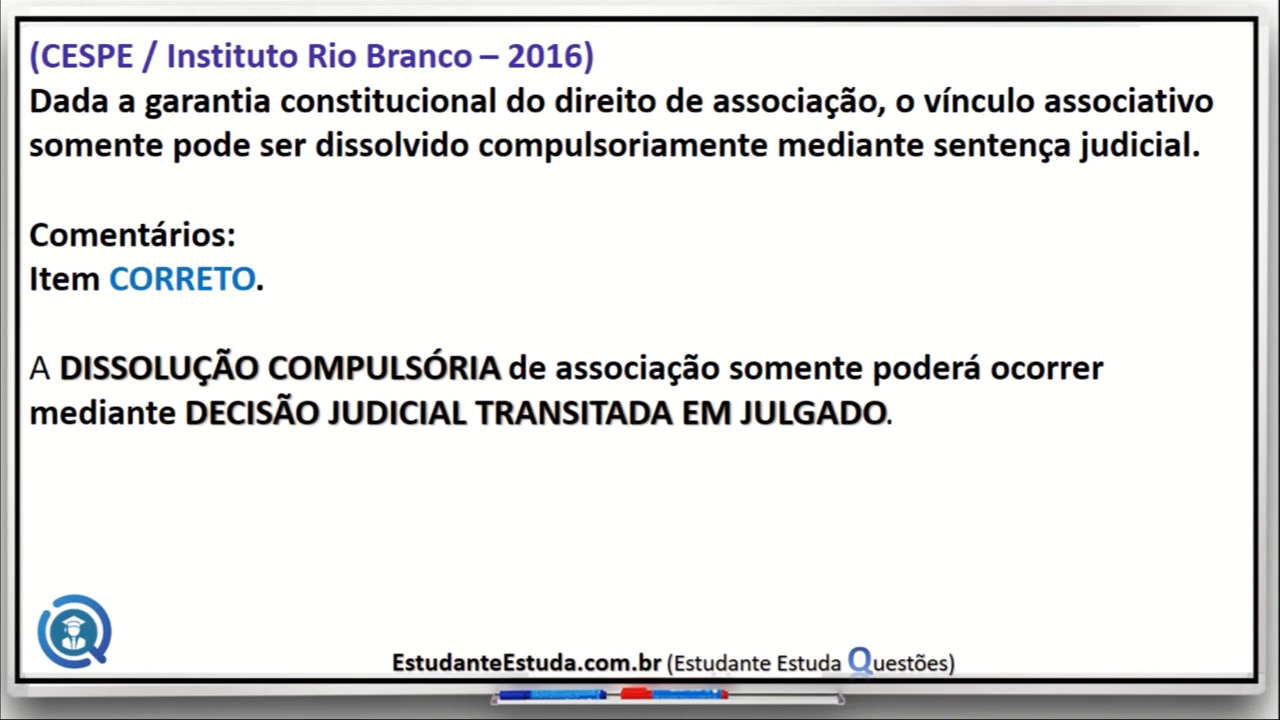 (CESPE / Instituto Rio Branco – 2016)
Dada a garantia constitucional do direito de associação, o vínculo associativo
somente pode ser dissolvido compulsoriamente mediante sentença judicial.
Comentários:
Item CORRETO.
A DISSOLUÇÃO COMPULSÓRIA de associação somente poderá ocorrer
mediante DECISÃO JUDICIAL TRANSITADA EM JULGADO.
EstudanteEstuda.com.br (Estudante Estuda Questões)